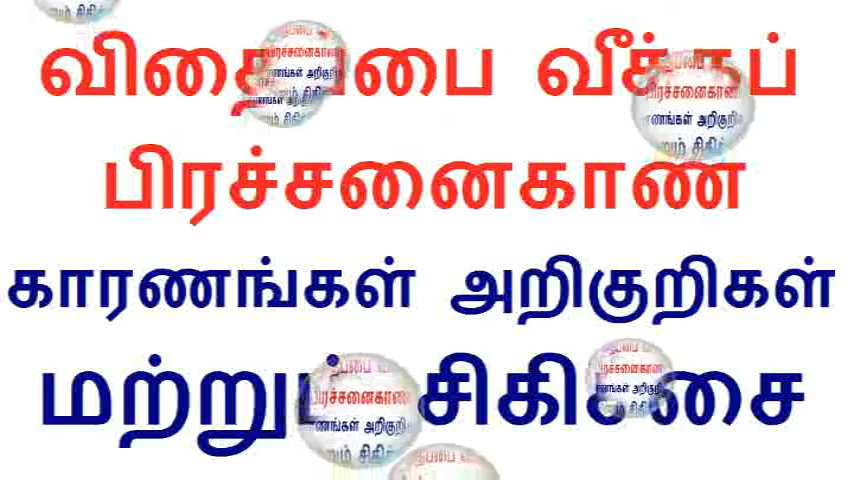 விதைப்பை வீக்கப்
பிரச்சனைகாண
காரணங்கள் அறிகுறிகள்
மற்றும் சிகிச்சை